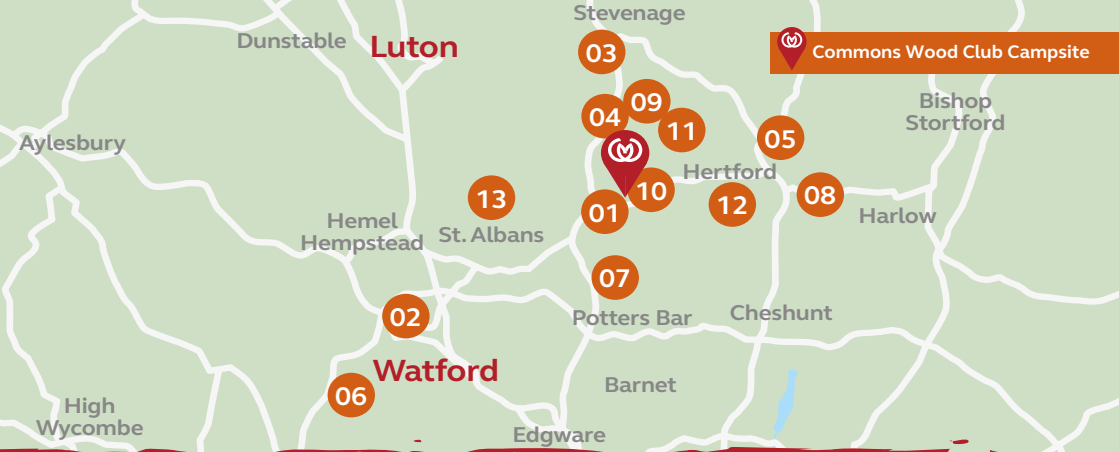 Stevenage
Dunstable
Luton
03
Commons Wood Club Campsite
09
04
Bishop
Stortford
11
05
Aylesbury
Hertford
13
10
12
08
01
Harlow
Hemel
Hempstead
St. Albans
07
02
Potters Bar
Cheshunt
Watford
Barnet
06
High
Wycombe
Edgware